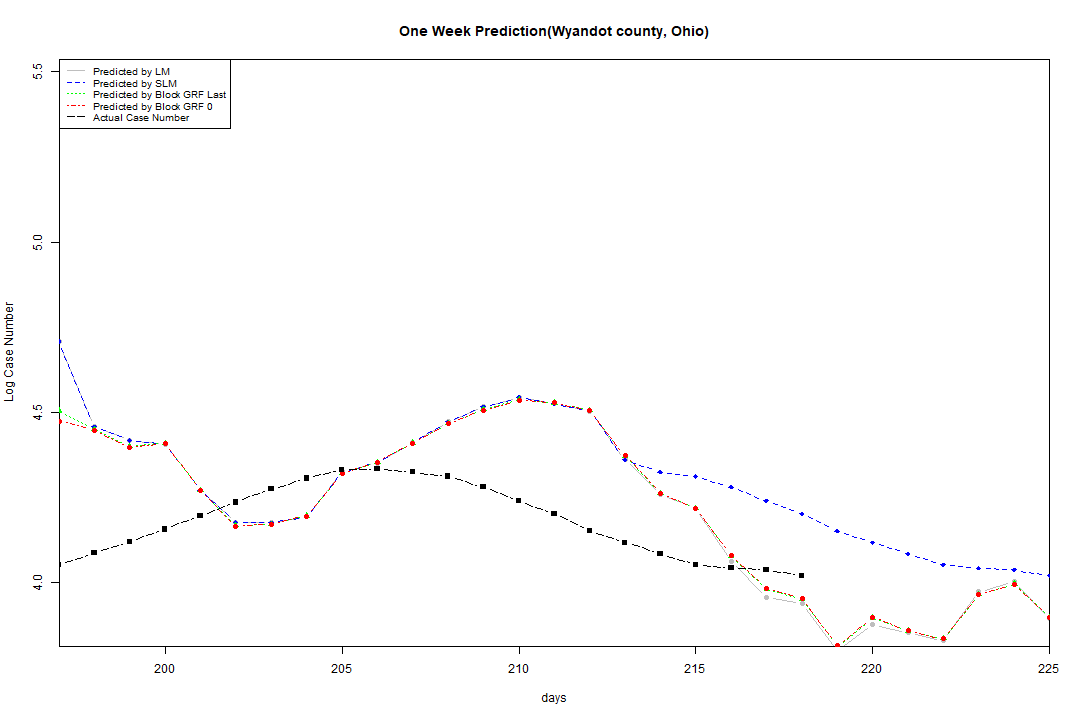 One Week Prediction(Wyandot county, Ohio)
Predicted by LM
Predicted by SLM
Predicted by Block GRF Last
Predicted by Block GRF 0
Actual Case Number
5.5
5.0
4.5
4.0
Log Case Number
200 205 210 215 220 225
days